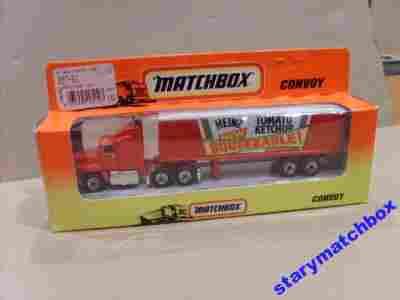 MATCHBOX
CONVOY
HEINZ TOMATO
KETCHUP
SQUEEZABLE!
MATCHBOX
CONVOY
starymatchbox